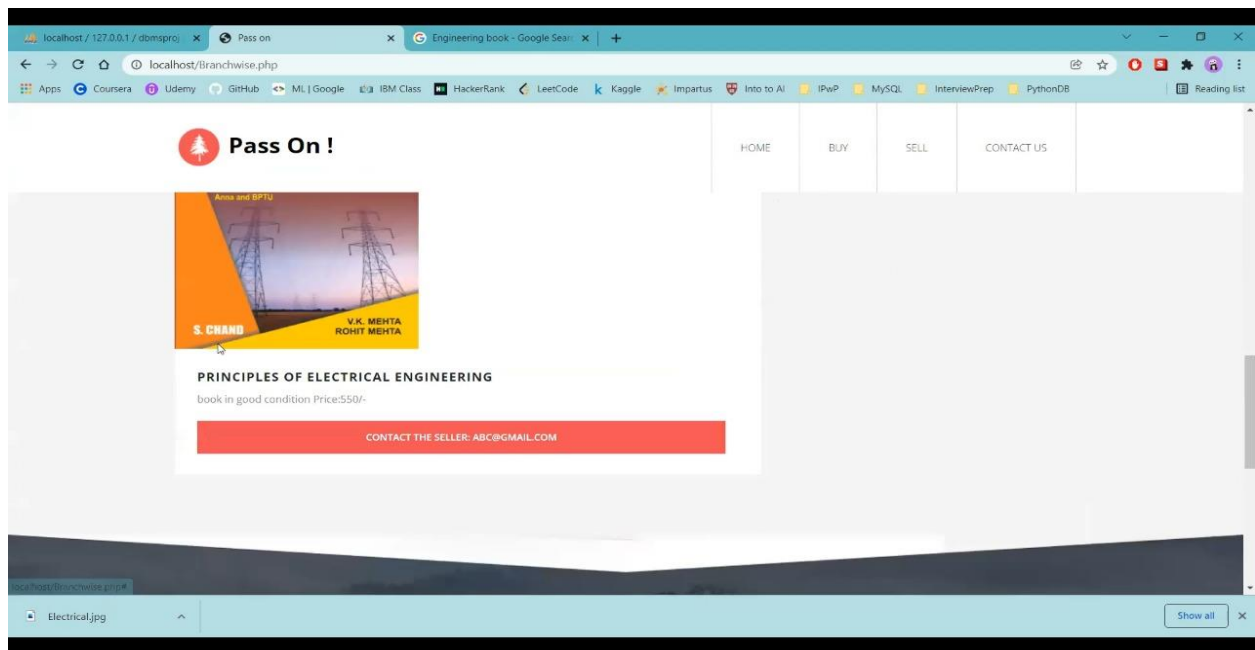 localhost / 127.0.0.1 / dbmsproj
Pass on
Engineering book - Google Sear
localhost/Branchwise.php
Apps Coursera Udemy GitHub ML | Google IBM Class HackerRank LeetCode Kaggle Impartus Into to AI IPwP MySQL InterviewPrep PythonDB Reading list
Pass On !
HOME BUY SELL CONTACT US
Anna and BPTU
S. CHAND
V.K. MEHTA
ROHIT MEHTA
PRINCIPLES OF ELECTRICAL ENGINEERING
book in good condition Price:550/-
CONTACT THE SELLER: ABC@GMAIL.COM
localhost/Branchwise.php#
Electrical.jpg
Show all